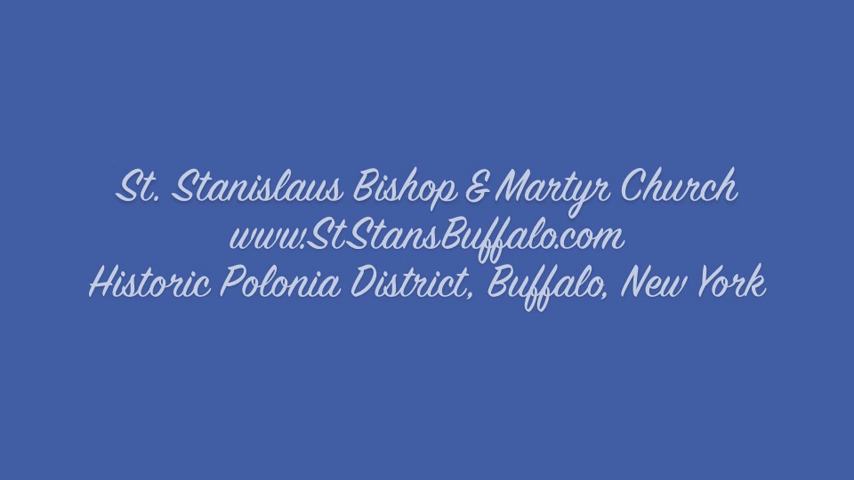 St. Stanislaus Bishop & Martyr Church
www.StStansBuffalo.com
Historic Polonia District, Buffalo, New York